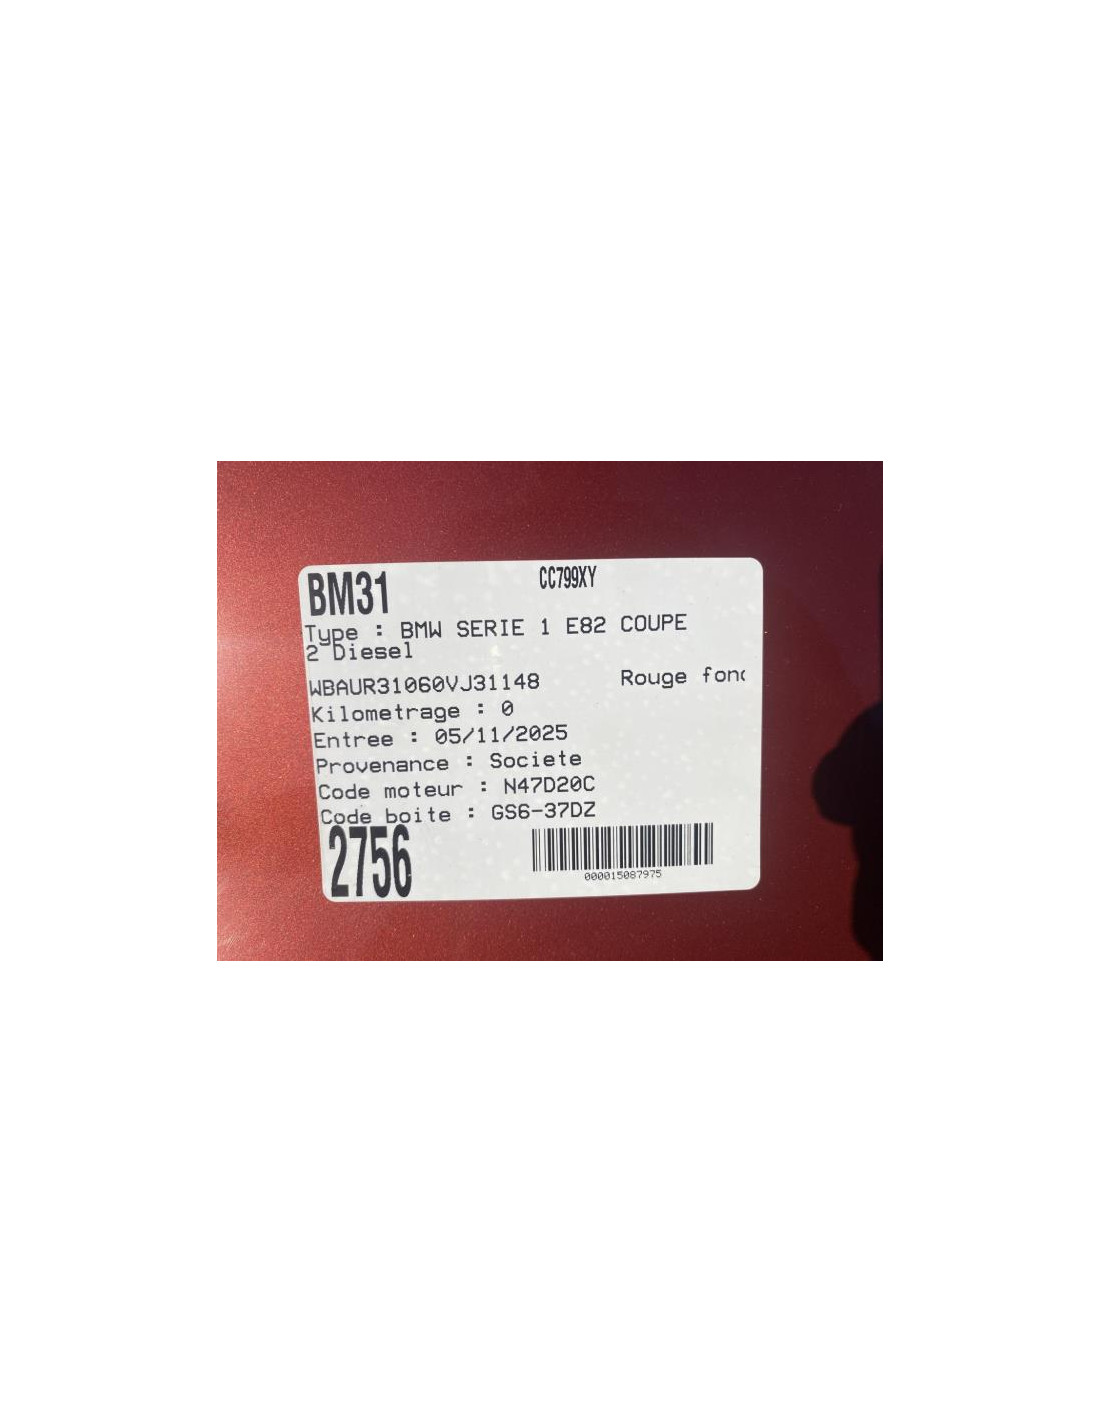 BM31 CC799XY
Type : BMW SERIE 1 E82 COUPE
2 Diesel
WBAUR31060VJ31148 Rouge fon
Kilometrage : 0
Entree : 05/11/2025
Provenance : Societe
Code moteur : N47D20C
Code boite : GS6-37DZ
2756
000015087975